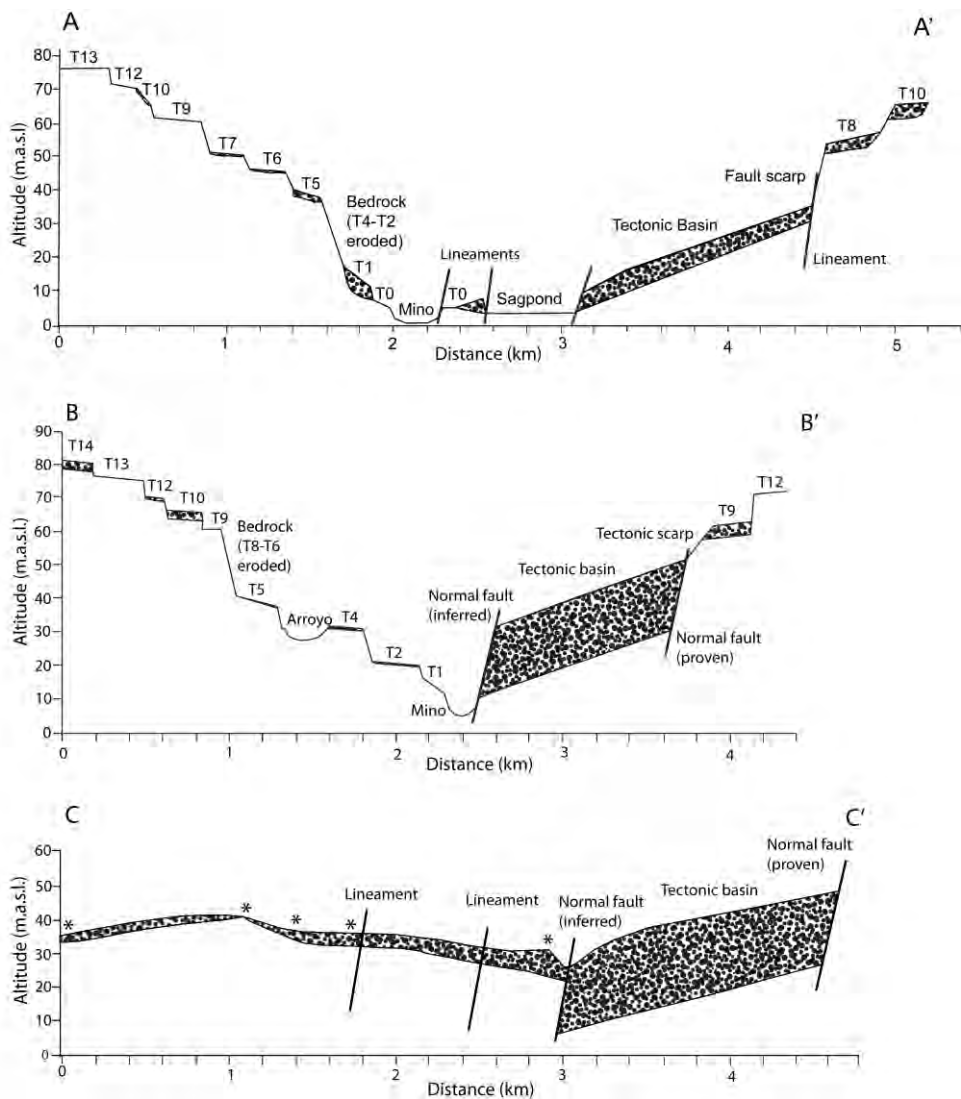 A
A'
80
70
60
50
40
30
20
10
0
Altitude (m.a.s.l)
T13
T12
T10
T9
T7
T6
T5
Bedrock
(T4-T2
eroded)
T1
T0
Mino
Lineaments
T0
Sagpond
Tectonic Basin
Fault scarp
Lineament
T8
T10
1
2
3
4
5
Distance (km)
B
B'
90
80
70
60
50
40
30
20
10
0
Altitude (m.a.s.l.)
T14
T13
T12
T10
T9
Bedrock
(T8-T6
eroded)
T5
Arroyo
T4
T2
T1
Mino
Normal fault
(inferred)
Tectonic basin
Tectonic scarp
Normal fault
(proven)
T9
T12
0
1
2
3
4
Distance (km)
C
C'
60
50
40
30
20
10
0
Altitude (m.a.s.l.)
*
*
*
*
*
Lineament
Lineament
Normal fault
(inferred)
Tectonic basin
Normal fault
(proven)
0
1
2
3
4
Distance (km)